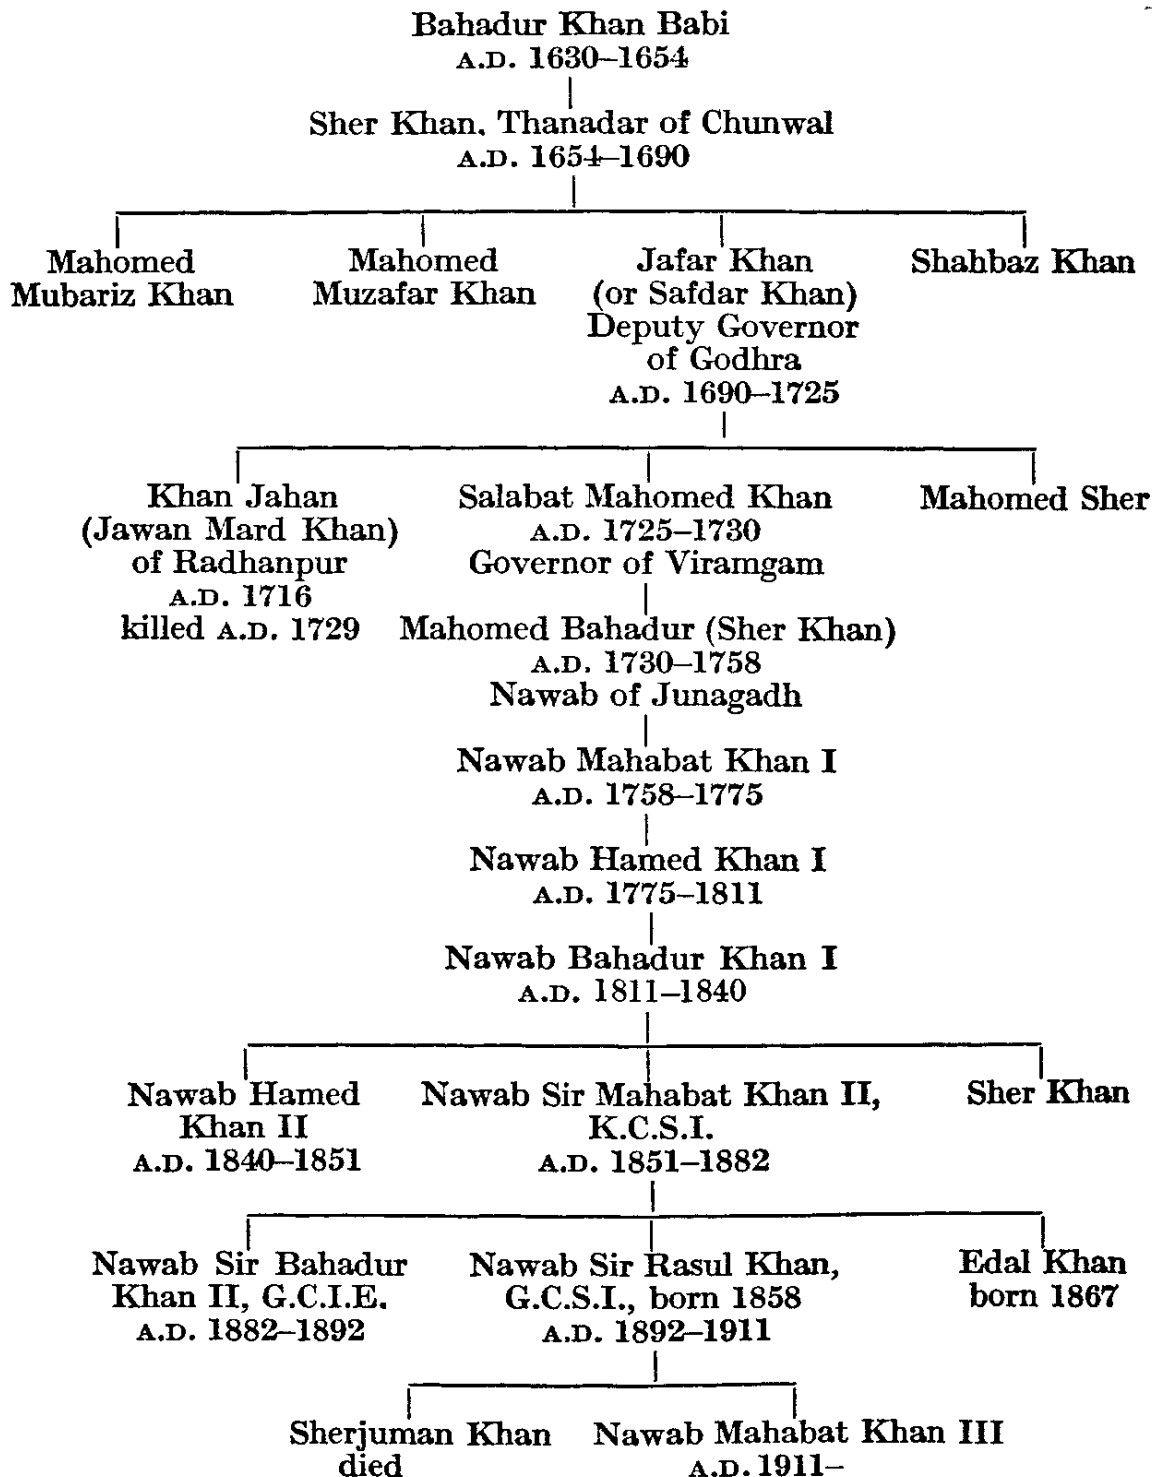 Bahadur Khan Babi
A.D. 1630–1654
Sher Khan, Thanadar of Chunwal
A.D. 1654–1690
Mahomed
Mubariz Khan
Mahomed
Muzafar Khan
Jafar Khan
(or Safdar Khan)
Deputy Governor
of Godhra
A.D. 1690–1725
Shahbaz Khan
Khan Jahan
(Jawan Mard Khan)
of Radhanpur
A.D. 1716
killed A.D. 1729
Salabat Mahomed Khan
A.D. 1725–1730
Governor of Viramgam
Mahomed Sher
Mahomed Bahadur (Sher Khan)
A.D. 1730–1758
Nawab of Junagadh
Nawab Mahabat Khan I
A.D. 1758–1775
Nawab Hamed Khan I
A.D. 1775–1811
Nawab Bahadur Khan I
A.D. 1811–1840
Nawab Hamed
Khan II
A.D. 1840–1851
Nawab Sir Mahabat Khan II,
K.C.S.I.
A.D. 1851–1882
Sher Khan
Nawab Sir Bahadur
Khan II, G.C.I.E.
A.D. 1882–1892
Nawab Sir Rasul Khan,
G.C.S.I., born 1858
A.D. 1892–1911
Edal Khan
born 1867
Sherjuman Khan
died
Nawab Mahabat Khan III
A.D. 1911–